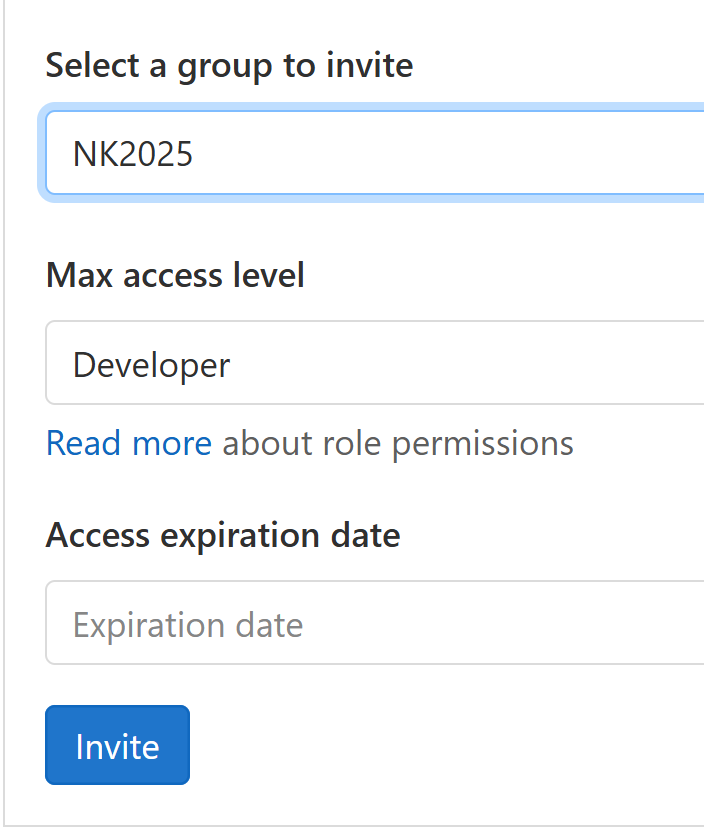 Select a group to invite
NK2025
Max access level
Developer
Read more about role permissions
Access expiration date
Expiration date
Invite